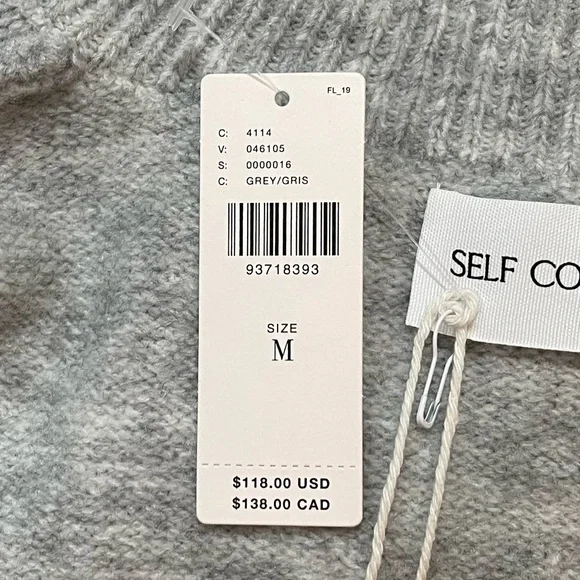 FL_19
C: 4114
V: 046105
S: 0000016
C: GREY/GRIS
93718393
SIZE
M
$118.00 USD
$138.00 CAD
SELF CO